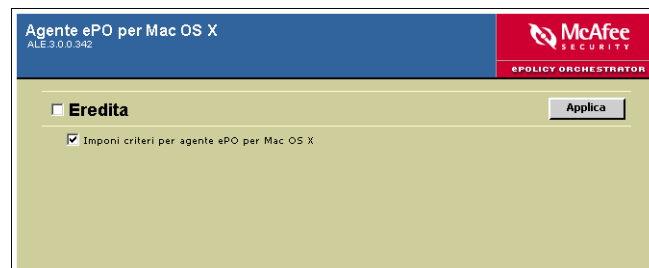 Agente ePO per Mac OS X
ALE.3.0.0.342
McAfee
SECURITY
ePOLICY ORCHESTRATOR
Eredita
Applica
Imponi criteri per agente ePO per Mac OS X